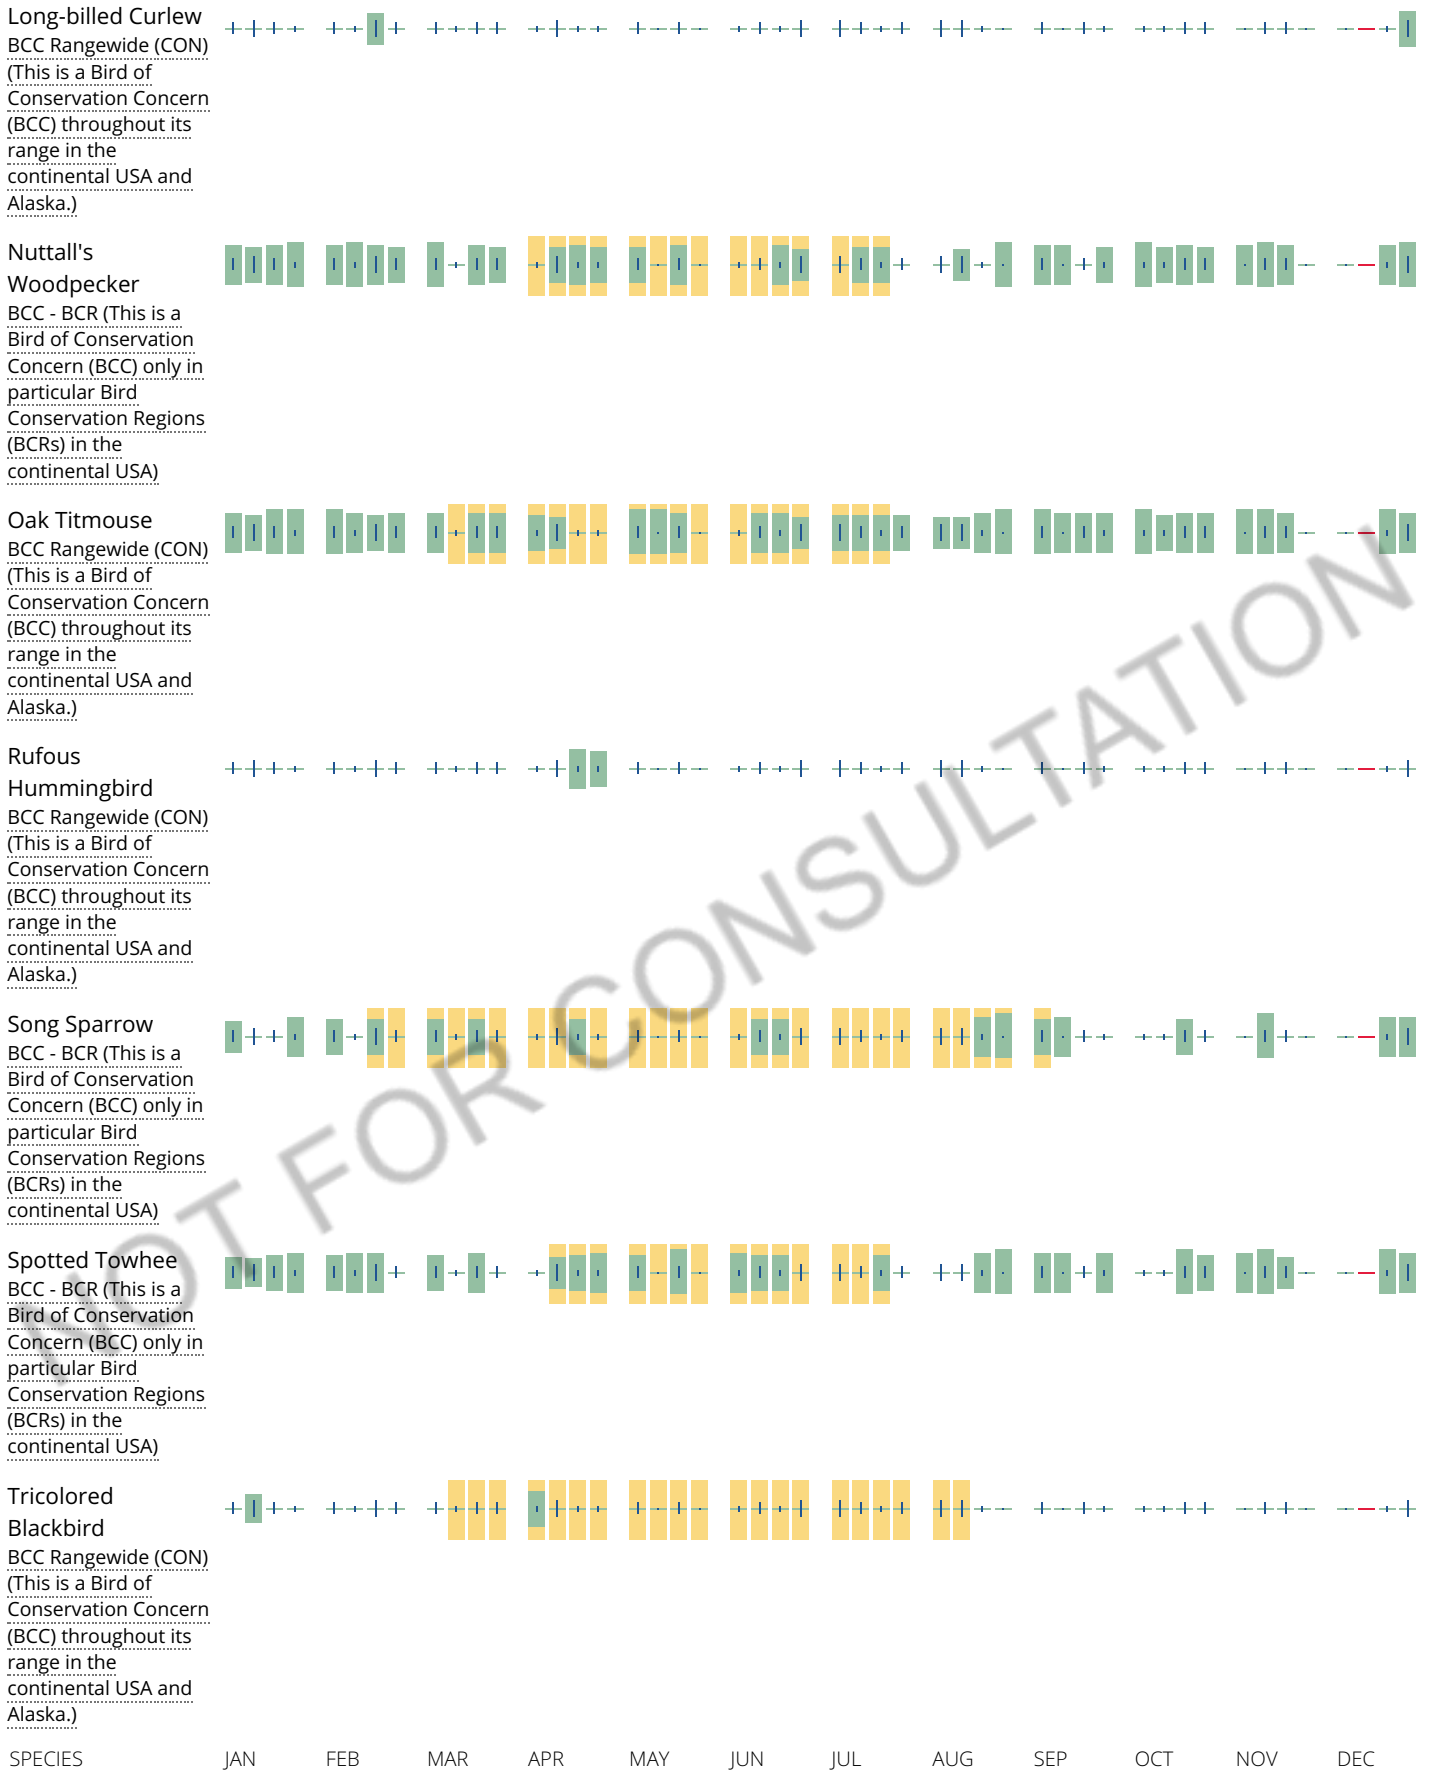 Long-billed Curlew
BCC Rangewide (CON)
(This is a Bird of
Conservation Concern
(BCC) throughout its
range in the
continental USA and
Alaska.)
Nuttall's
Woodpecker
BCC - BCR (This is a
Bird of Conservation
Concern (BCC) only in
particular Bird
Conservation Regions
(BCRs) in the
continental USA)
Oak Titmouse
BCC Rangewide (CON)
(This is a Bird of
Conservation Concern
(BCC) throughout its
range in the
continental USA and
Alaska.)
Rufous
Hummingbird
BCC Rangewide (CON)
(This is a Bird of
Conservation Concern
(BCC) throughout its
range in the
continental USA and
Alaska.)
Song Sparrow
BCC - BCR (This is a
Bird of Conservation
Concern (BCC) only in
particular Bird
Conservation Regions
(BCRs) in the
continental USA)
Spotted Towhee
BCC - BCR (This is a
Bird of Conservation
Concern (BCC) only in
particular Bird
Conservation Regions
(BCRs) in the
continental USA)
Tricolored
Blackbird
BCC Rangewide (CON)
(This is a Bird of
Conservation Concern
(BCC) throughout its
range in the
continental USA and
Alaska.)
SPECIES JAN FEB MAR APR MAY JUN JUL AUG SEP OCT NOV DEC
NOT FOR CONSULTATION